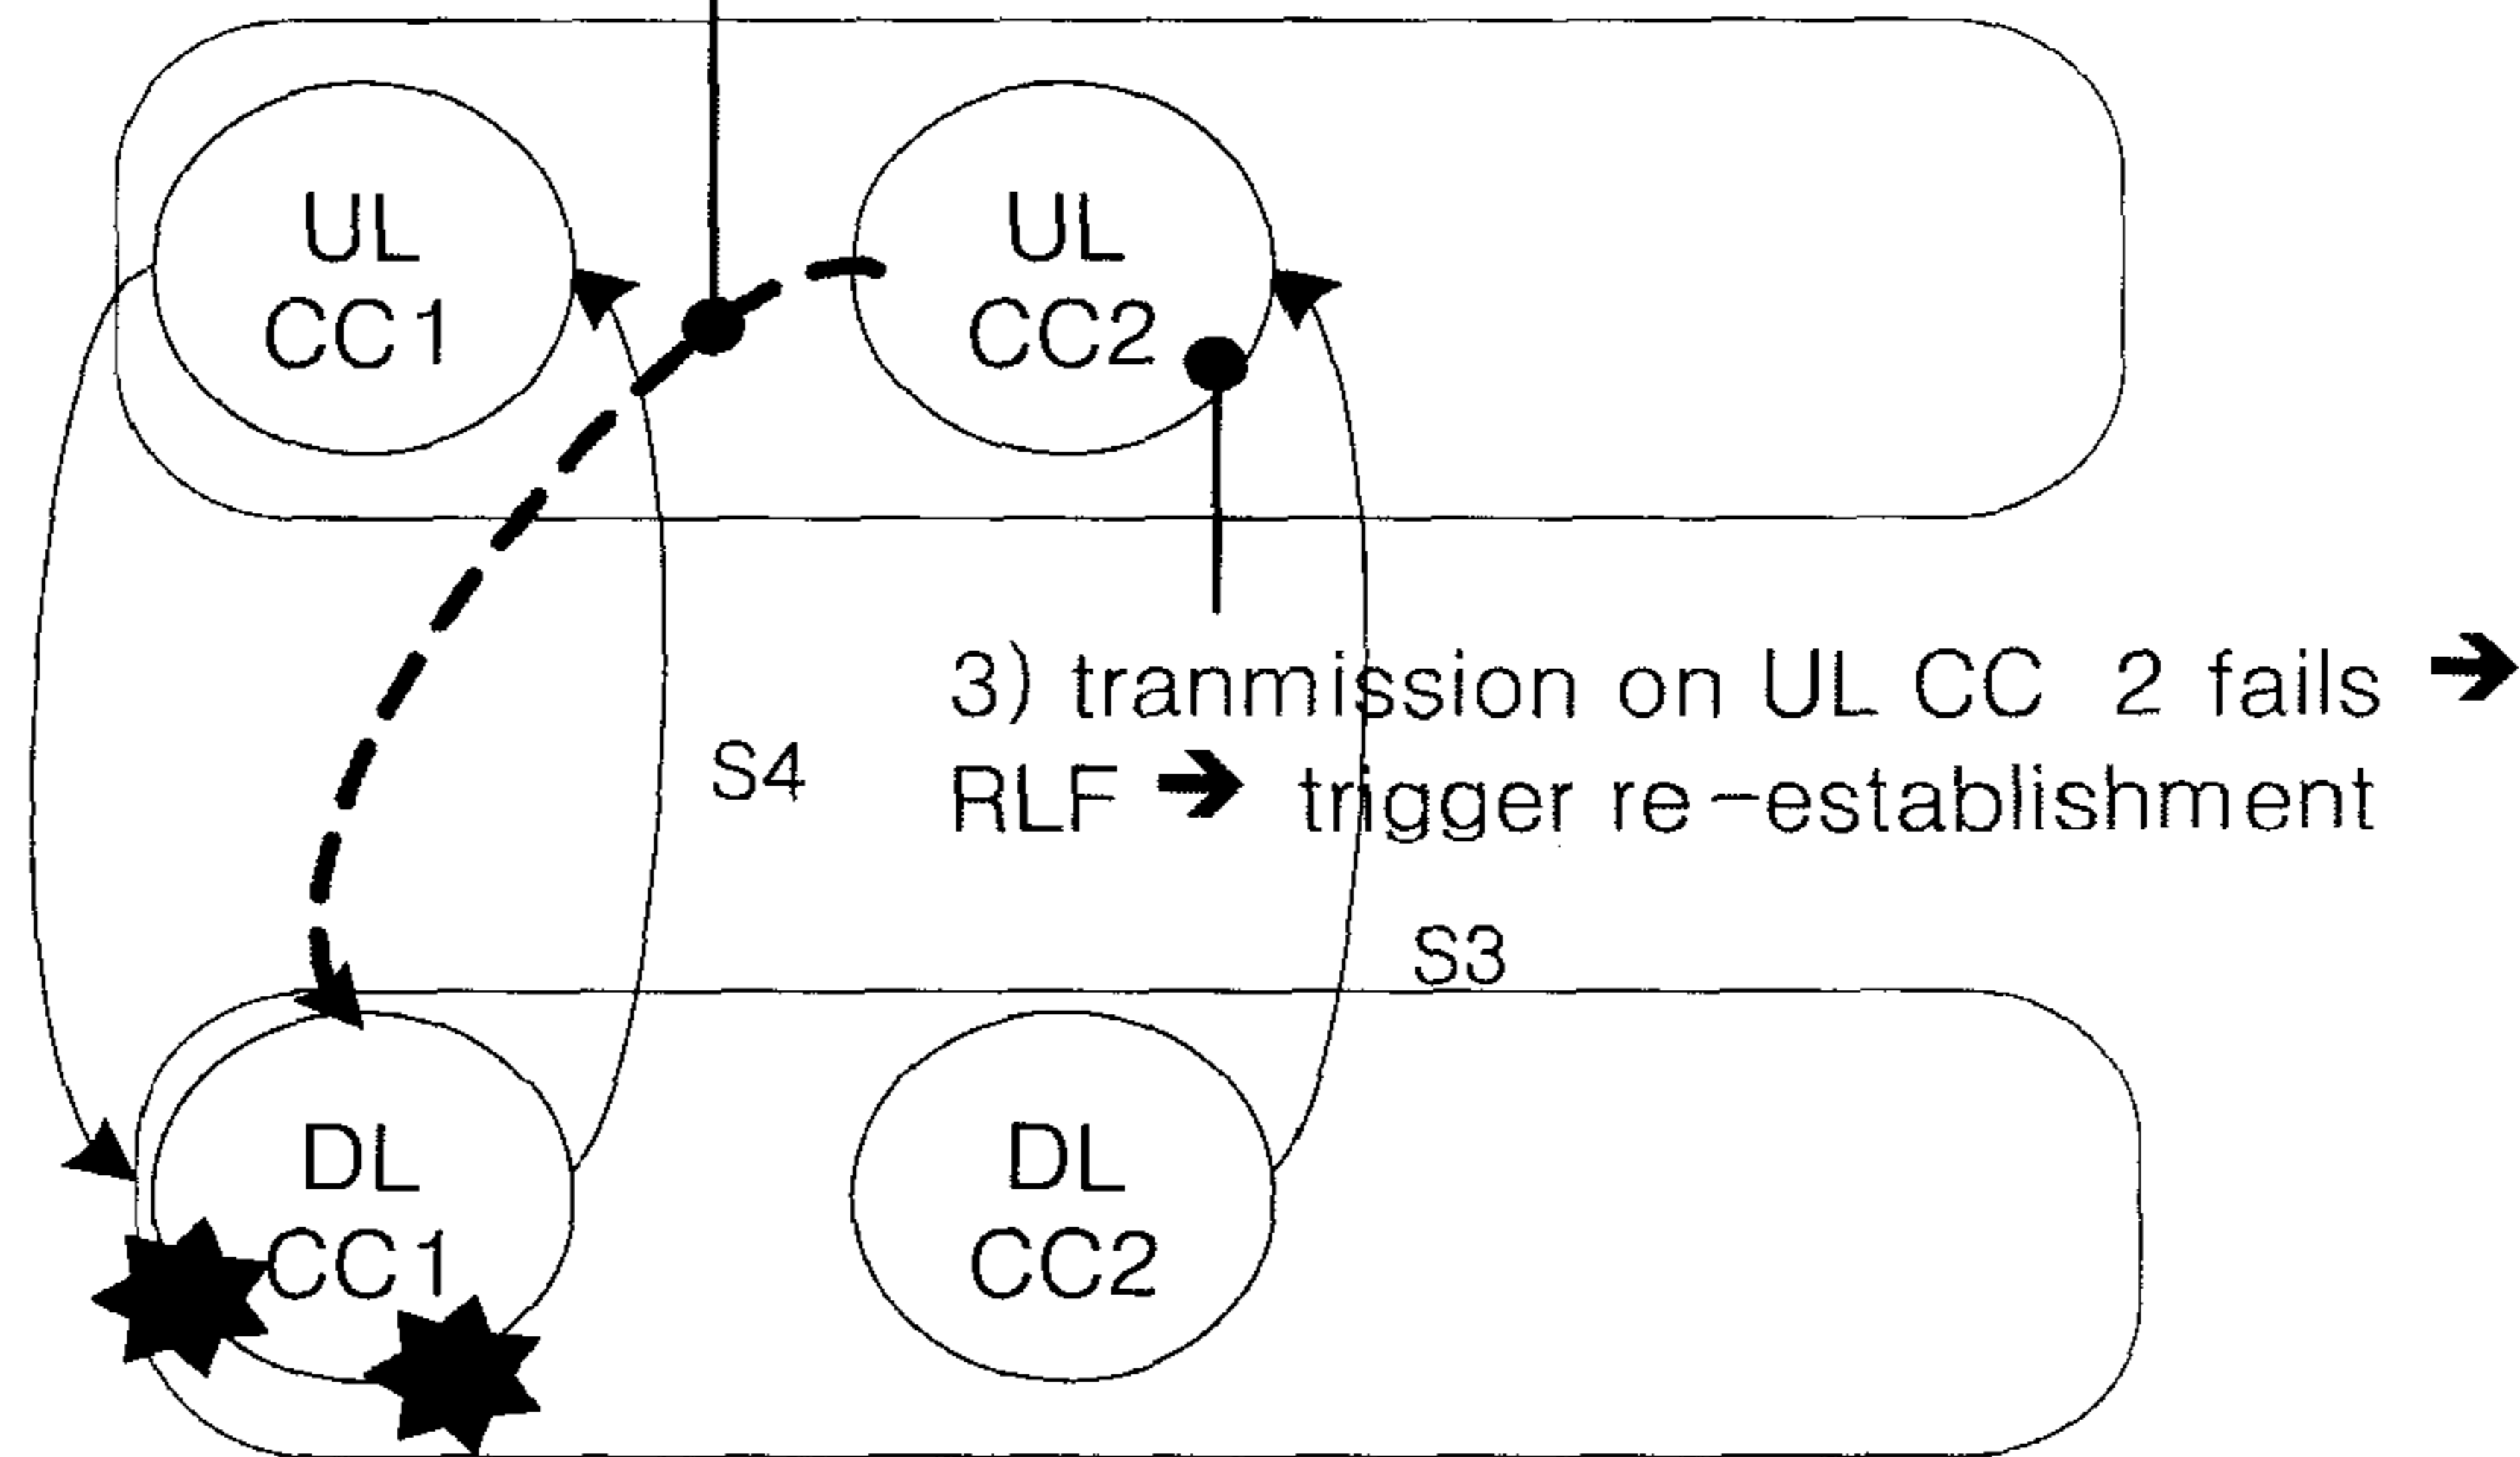 UL
CC1
UL
CC2
3) tranmission on UL CC 2 fails ➔
RLF ➔ trigger re-establishment
S4
S3
DL
CC1
DL
CC2